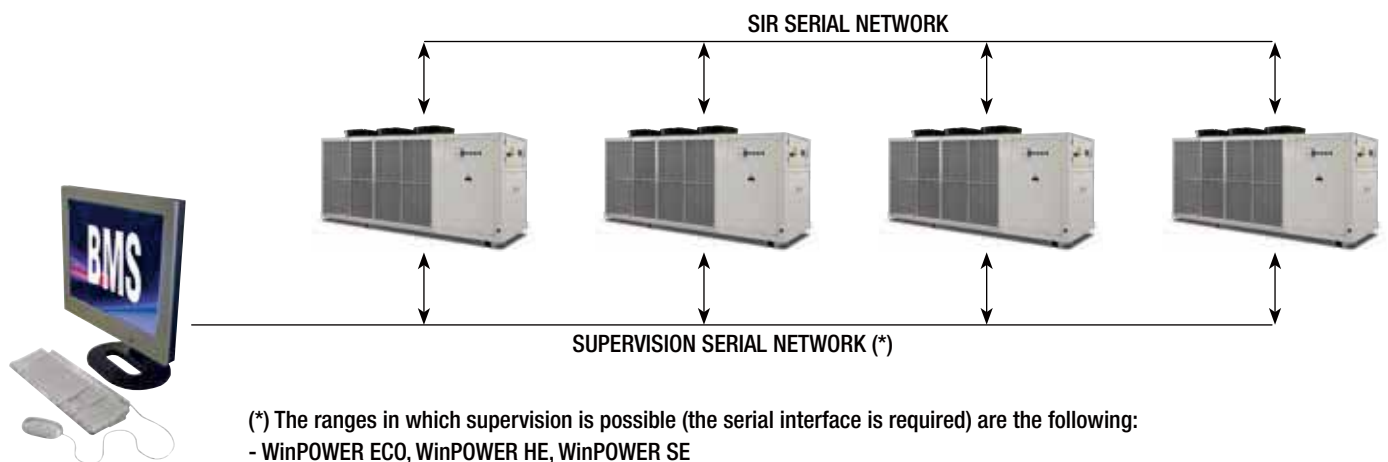 SIR SERIAL NETWORK
BMS
SUPERVISION SERIAL NETWORK (*)
(*) The ranges in which supervision is possible (the serial interface is required) are the following:
- WinPOWER ECO, WinPOWER HE, WinPOWER SE